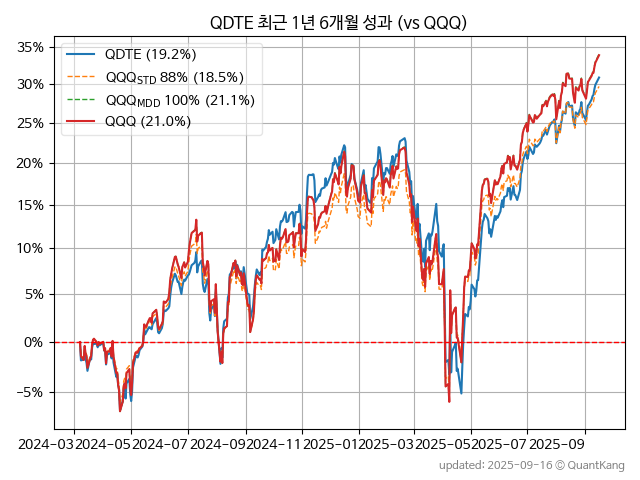 QDTE 최근 1년 6개월 성과 (vs QQQ)
QDTE (19.2%)
QQQSTD 88% (18.5%)
QQQMDD 100% (21.1%)
QQQ (21.0%)
35%
30%
25%
20%
15%
10%
5%
0%
−5%
2024-03 2024-05 2024-07 2024-09 2024-11 2025-01 2025-03 2025-05 2025-07 2025-09
updated: 2025-09-16 © QuantKang